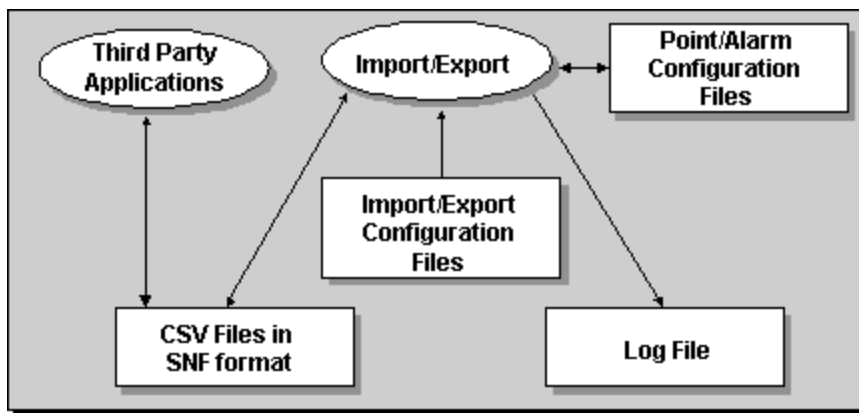 Third Party
Applications
Import/Export
Point/Alarm
Configuration
Files
Import/Export
Configuration
Files
CSV Files in
SNF format
Log File